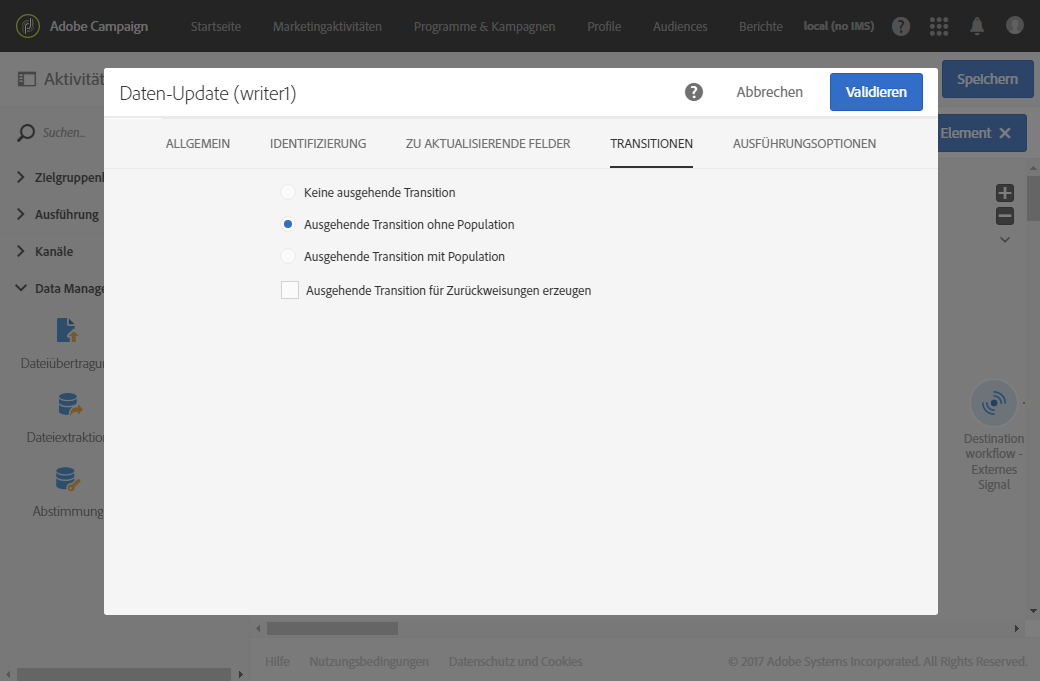 Adobe Campaign
Startseite
Marketingaktivitäten
Programme & Kampagnen
Profile
Audiences
Berichte
local (no IMS)
?
Aktivität
Speichern
Daten-Update (writer1)
?
Abbrechen
Validieren
Suchen...
Element ×
ALLGEMEIN
IDENTIFIZIERUNG
ZU AKTUALISIERENDE FELDER
TRANSITIONEN
AUSFÜHRUNGSOPTIONEN
Keine ausgehende Transition
Ausgehende Transition ohne Population
Ausgehende Transition mit Population
Ausgehende Transition für Zurückweisungen erzeugen
Zielgruppen
Ausführung
Kanäle
Data Manage
Dateiübertragu
Dateiextraktio
Abstimmung
Destination
workflow -
Externes
Signal
Hilfe
Nutzungsbedingungen
Datenschutz und Cookies
© 2017 Adobe Systems Incorporated. All Rights Reserved.